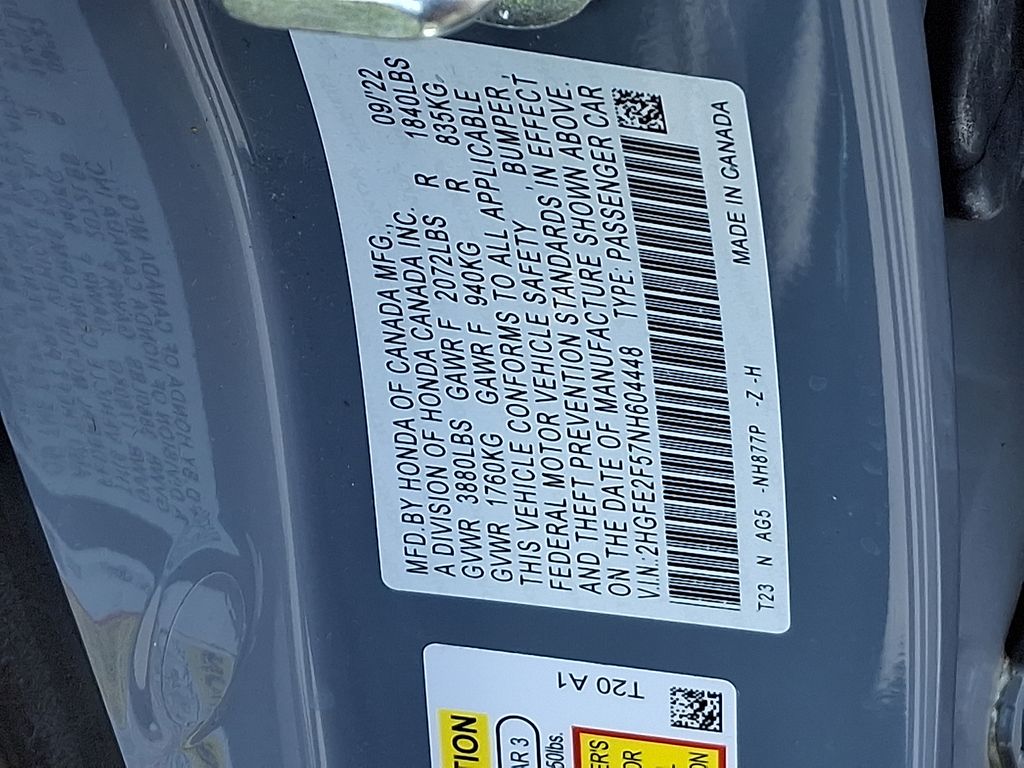 MFD.BY HONDA OF CANADA MFG., 09/'22
A DIVISION OF HONDA CANADA INC. 1840LBS
GVWR 3880LBS GAWR F 2072LBS R 835KG.
GVWR 1760KG GAWR F 940KG R
THIS VEHICLE CONFORMS TO ALL APPLICABLE
FEDERAL MOTOR VEHICLE SAFETY, BUMPER,
AND THEFT PREVENTION STANDARDS IN EFFECT
ON THE DATE OF MANUFACTURE SHOWN ABOVE.
V.I.N.:2HGFE2F57NH604448 TYPE: PASSENGER CAR
T23 N AG5 -NH877P -Z-H MADE IN CANADA
T20 A1